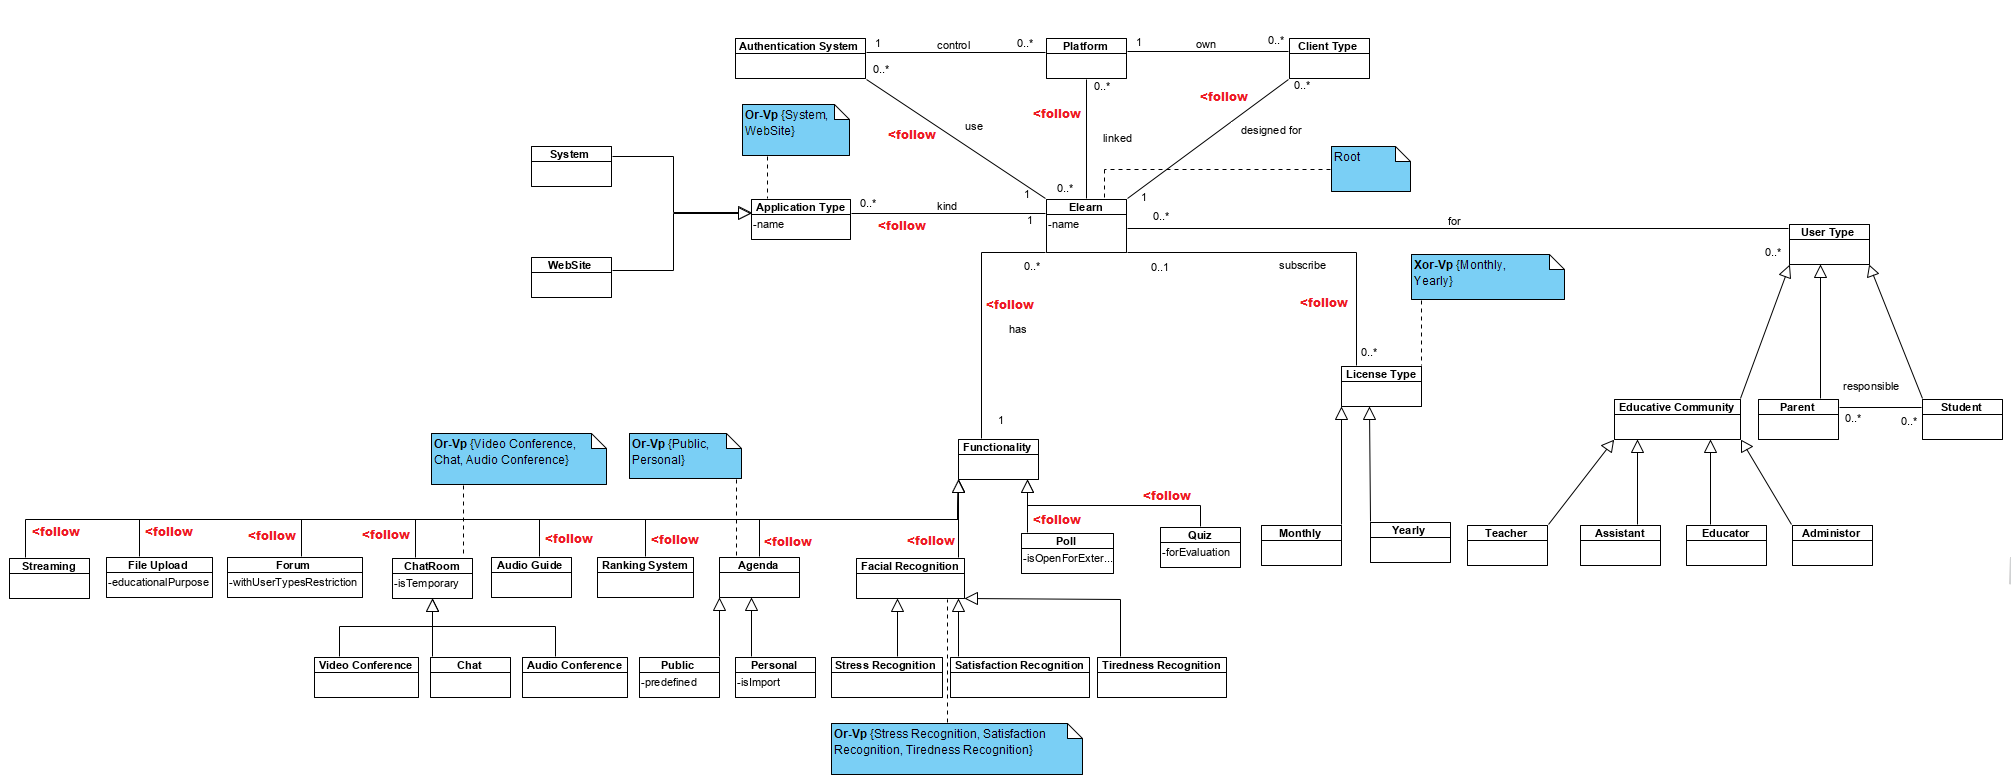 Authentication System
1
control
0..*
Platform
1
own
0..*
Client Type
0..*
0..*
0..*
<follow
<follow
<follow
Or-Vp {System,
WebSite}
use
linked
designed for
System
Root
1
0..*
1
Application Type
-name
0..*
kind
<follow
1
Elearn
-name
0..*
for
User Type
0..*
WebSite
0..*
0..1
subscribe
Xor-Vp {Monthly,
Yearly}
<follow
<follow
has
0..*
License Type
responsible
Educative Community
Parent
0..*
0..*
Student
1
Functionality
Or-Vp {Video Conference,
Chat, Audio Conference}
Or-Vp {Public,
Personal}
<follow
<follow
<follow
<follow
<follow
<follow
<follow
<follow
<follow
<follow
Streaming
File Upload
-educationalPurpose
Forum
-withUserTypesRestriction
ChatRoom
-isTemporary
Audio Guide
Ranking System
Agenda
Facial Recognition
Poll
-isOpenForExter...
Quiz
-forEvaluation
Monthly
Yearly
Teacher
Assistant
Educator
Administor
Video Conference
Chat
Audio Conference
Public
-predefined
Personal
-isImport
Stress Recognition
Satisfaction Recognition
Tiredness Recognition
Or-Vp {Stress Recognition, Satisfaction
Recognition, Tiredness Recognition}